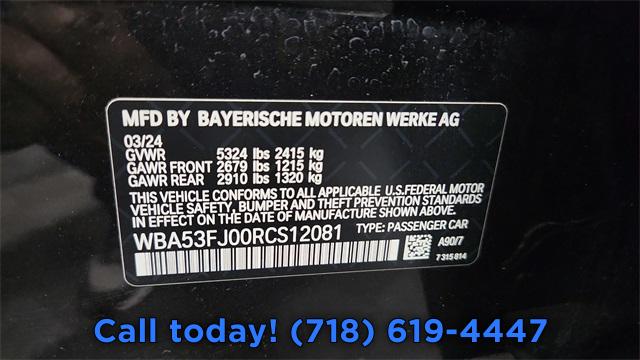 MFD BY BAYERISCHE MOTOREN WERKE AG
03/24
GVWR 5324 lbs 2415 kg
GAWR FRONT 2679 lbs 1215 kg
GAWR REAR 2910 lbs 1320 kg
THIS VEHICLE CONFORMS TO ALL APPLICABLE U.S. FEDERAL MOTOR
VEHICLE SAFETY, BUMPER, AND THEFT PREVENTION STANDARDS
IN EFFECT ON THE DATE OF MANUFACTURE SHOWN ABOVE.
WBA53FJ00RCS12081 TYPE: PASSENGER CAR
A90/7
7 315 814
Call today! (718) 619-4447